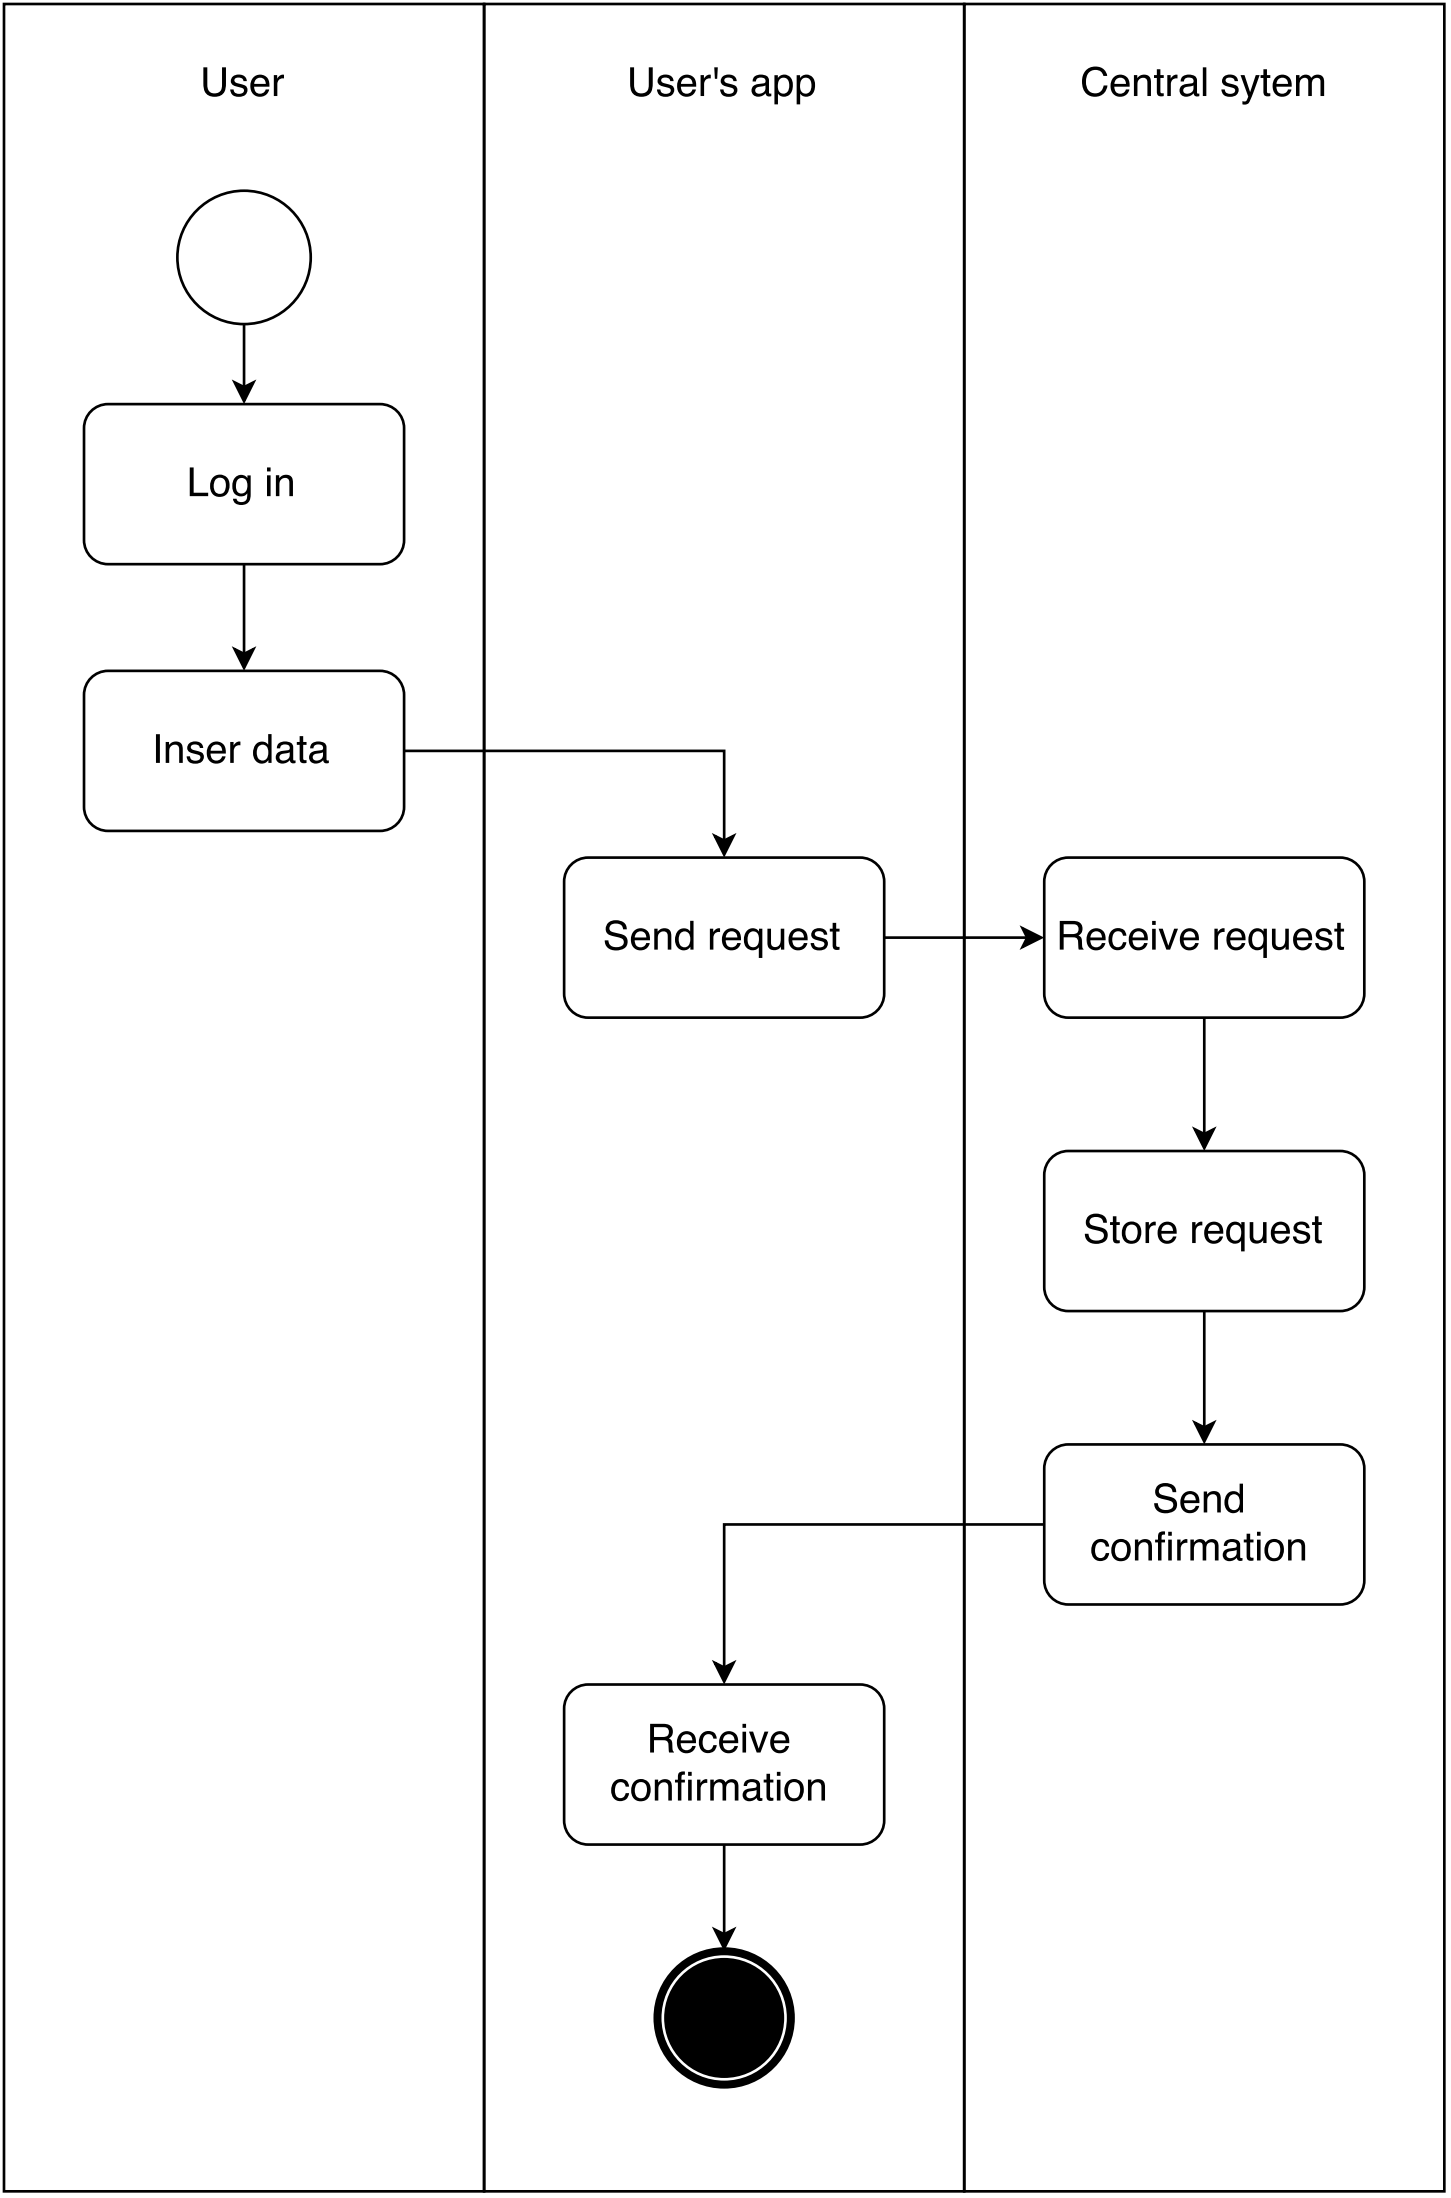 User
User's app
Central sytem
Log in
Inser data
Send request
Receive request
Store request
Send
confirmation
Receive
confirmation